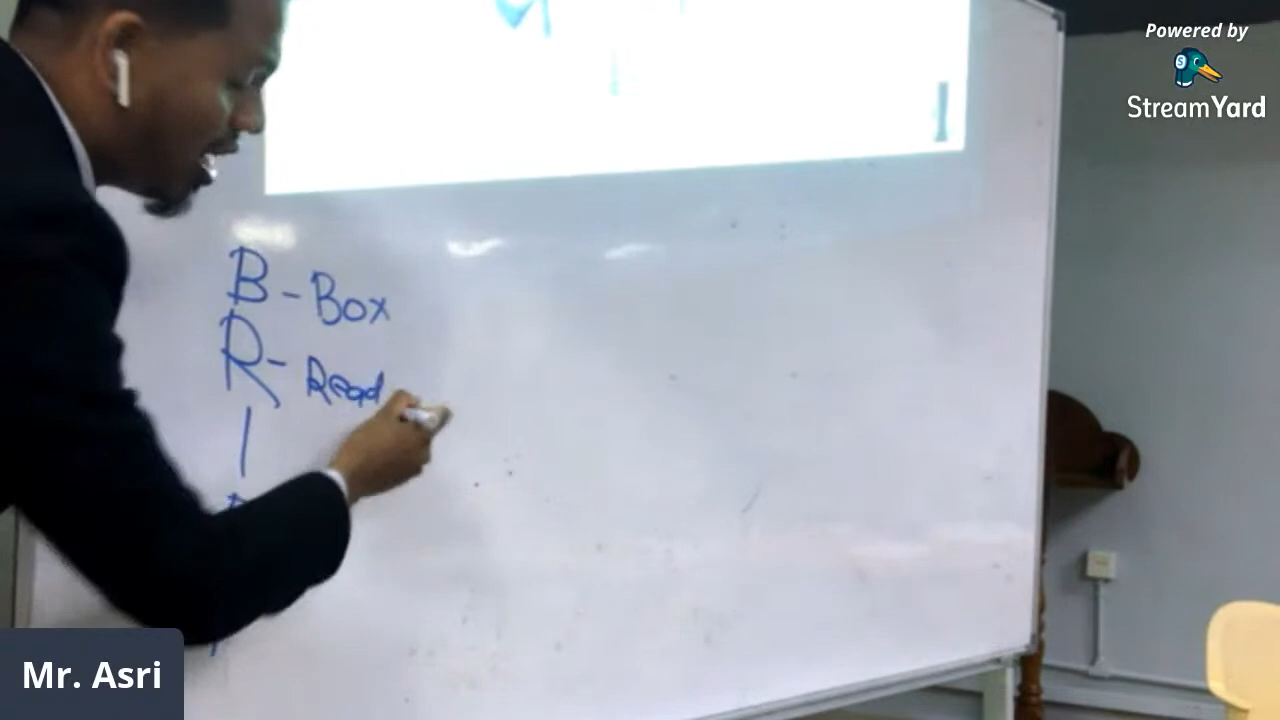 Powered by
StreamYard
B - Box
R - Read
I
Mr. Asri